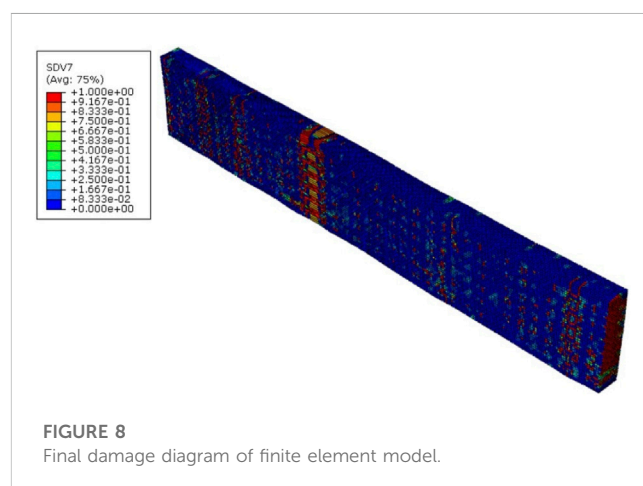 SDV7
(Avg: 75%)
+1.000e+00
+9.167e-01
+8.333e-01
+7.500e-01
+6.667e-01
+5.833e-01
+5.000e-01
+4.167e-01
+3.333e-01
+2.500e-01
+1.667e-01
+8.333e-02
+0.000e+00
FIGURE 8
Final damage diagram of finite element model.